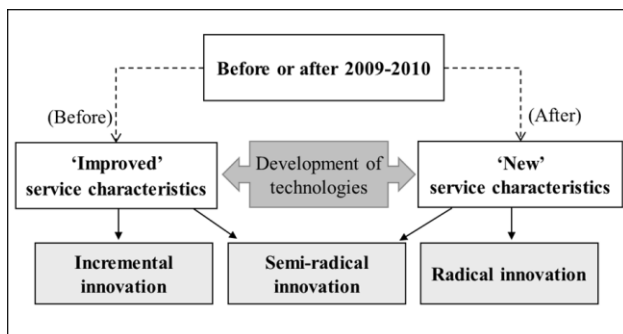 Before or after 2009-2010
(Before)
(After)
‘Improved’
service characteristics
Development of
technologies
‘New’
service characteristics
Incremental
innovation
Semi-radical
innovation
Radical innovation